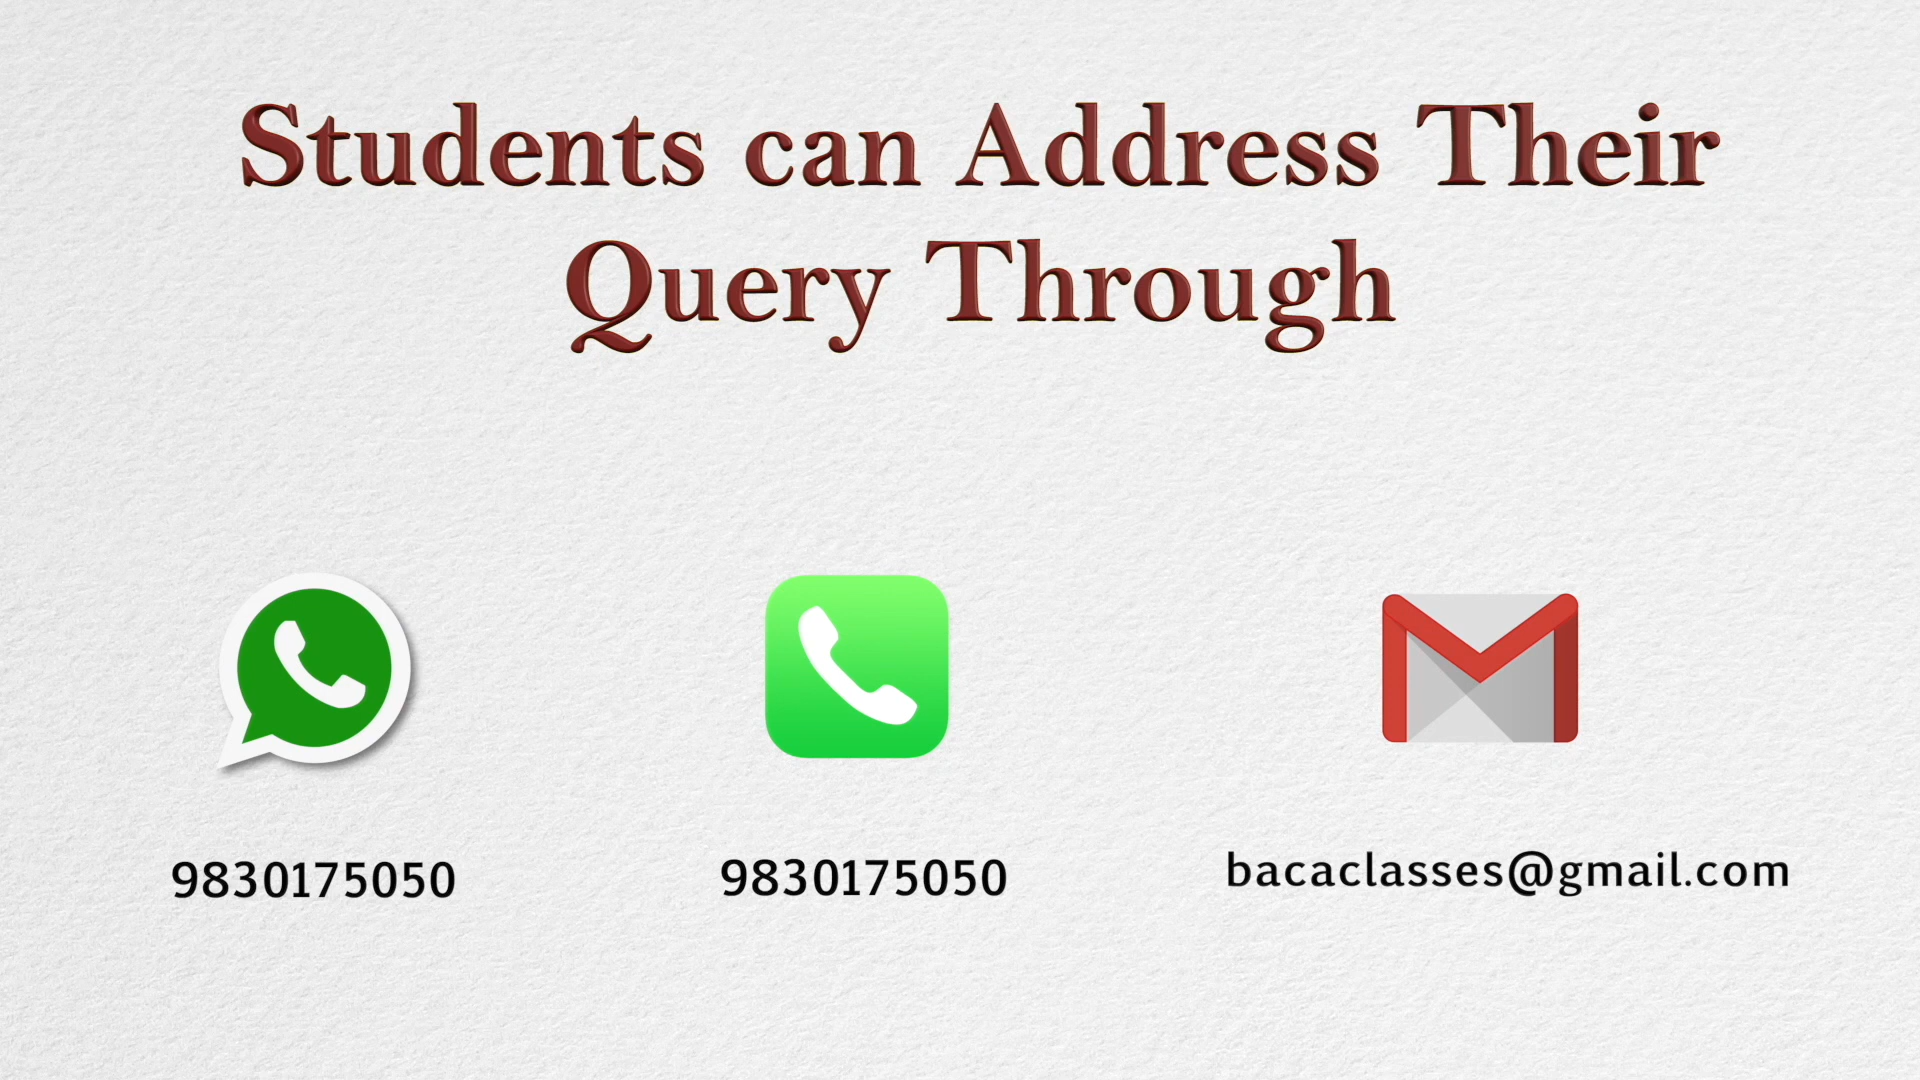 Students can Address Their
Query Through
9830175050
9830175050
bacaclasses@gmail.com